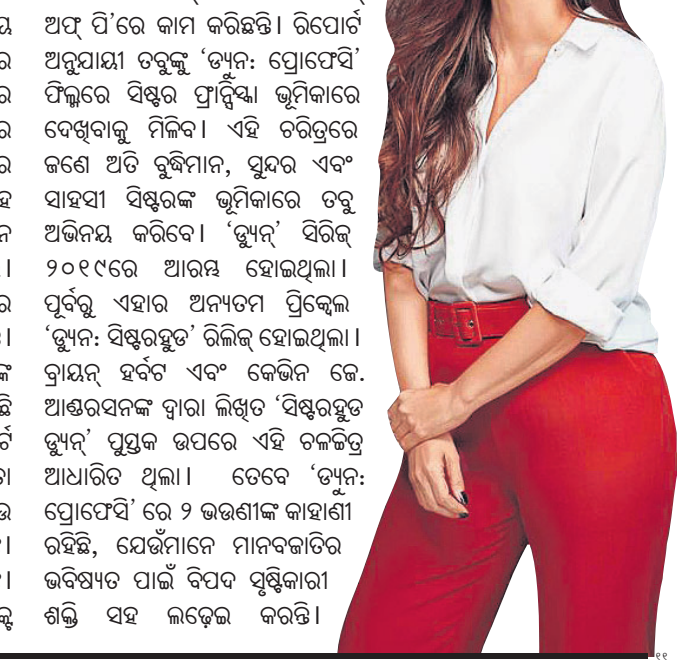 ଅଫ୍ ପି’ରେ କାମ କରିଛନ୍ତି। ରିପୋର୍ଟ
ଅନୁଯାୟୀ ତବୁଙ୍କୁ ‘ଡ୍ୟୁନ: ପ୍ରୋଫେସି’
ଫିଲ୍ମରେ ସିଷ୍ଟର ଫ୍ରାନ୍ସିସ୍କା ଭୂମିକାରେ
ଦେଖିବାକୁ ମିଳିବ। ଏହି ଚରିତ୍ରରେ
ଜଣେ ଅତି ବୁଦ୍ଧିମାନ, ସୁନ୍ଦର ଏବଂ
ସାହସୀ ସିଷ୍ଟରଙ୍କ ଭୂମିକାରେ ତବୁ
ଅଭିନୟ କରିବେ। ‘ଡ୍ୟୁନ୍’ ସିରିଜ୍
୨୦୧୯ରେ ଆରମ୍ଭ ହୋଇଥିଲା।
ପୂର୍ବରୁ ଏହାର ଅନ୍ୟତମ ପ୍ରିକ୍ୱେଲ
‘ଡ୍ୟୁନ: ସିଷ୍ଟରହୁଡ’ ରିଲିଜ୍ ହୋଇଥିଲା।
ବ୍ରାୟନ୍ ହର୍ବଟ ଏବଂ କେଭିନ ଜେ.
ଆଣ୍ଡରସନଙ୍କ ଦ୍ୱାରା ଲିଖିତ ‘ସିଷ୍ଟରହୁଡ
ଡ୍ୟୁନ୍’ ପୁସ୍ତକ ଉପରେ ଏହି ଚଳଚ୍ଚିତ୍ର
ଆଧାରିତ ଥିଲା। ତେବେ ‘ଡ୍ୟୁନ:
ପ୍ରୋଫେସି’ ରେ ୨ ଭଉଣୀଙ୍କ କାହାଣୀ
ରହିଛି, ଯେଉଁମାନେ ମାନବଜାତିର
ଭବିଷ୍ୟତ ପାଇଁ ବିପଦ ସୃଷ୍ଟିକାରୀ
ଶକ୍ତି ସହ ଲଢ଼େଇ କରନ୍ତି।
୧୧